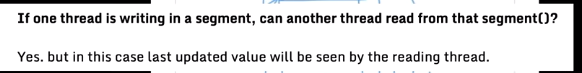 If one thread is writing in a segment, can another thread read from that segment()?
Yes. but in this case last updated value will be seen by the reading thread.